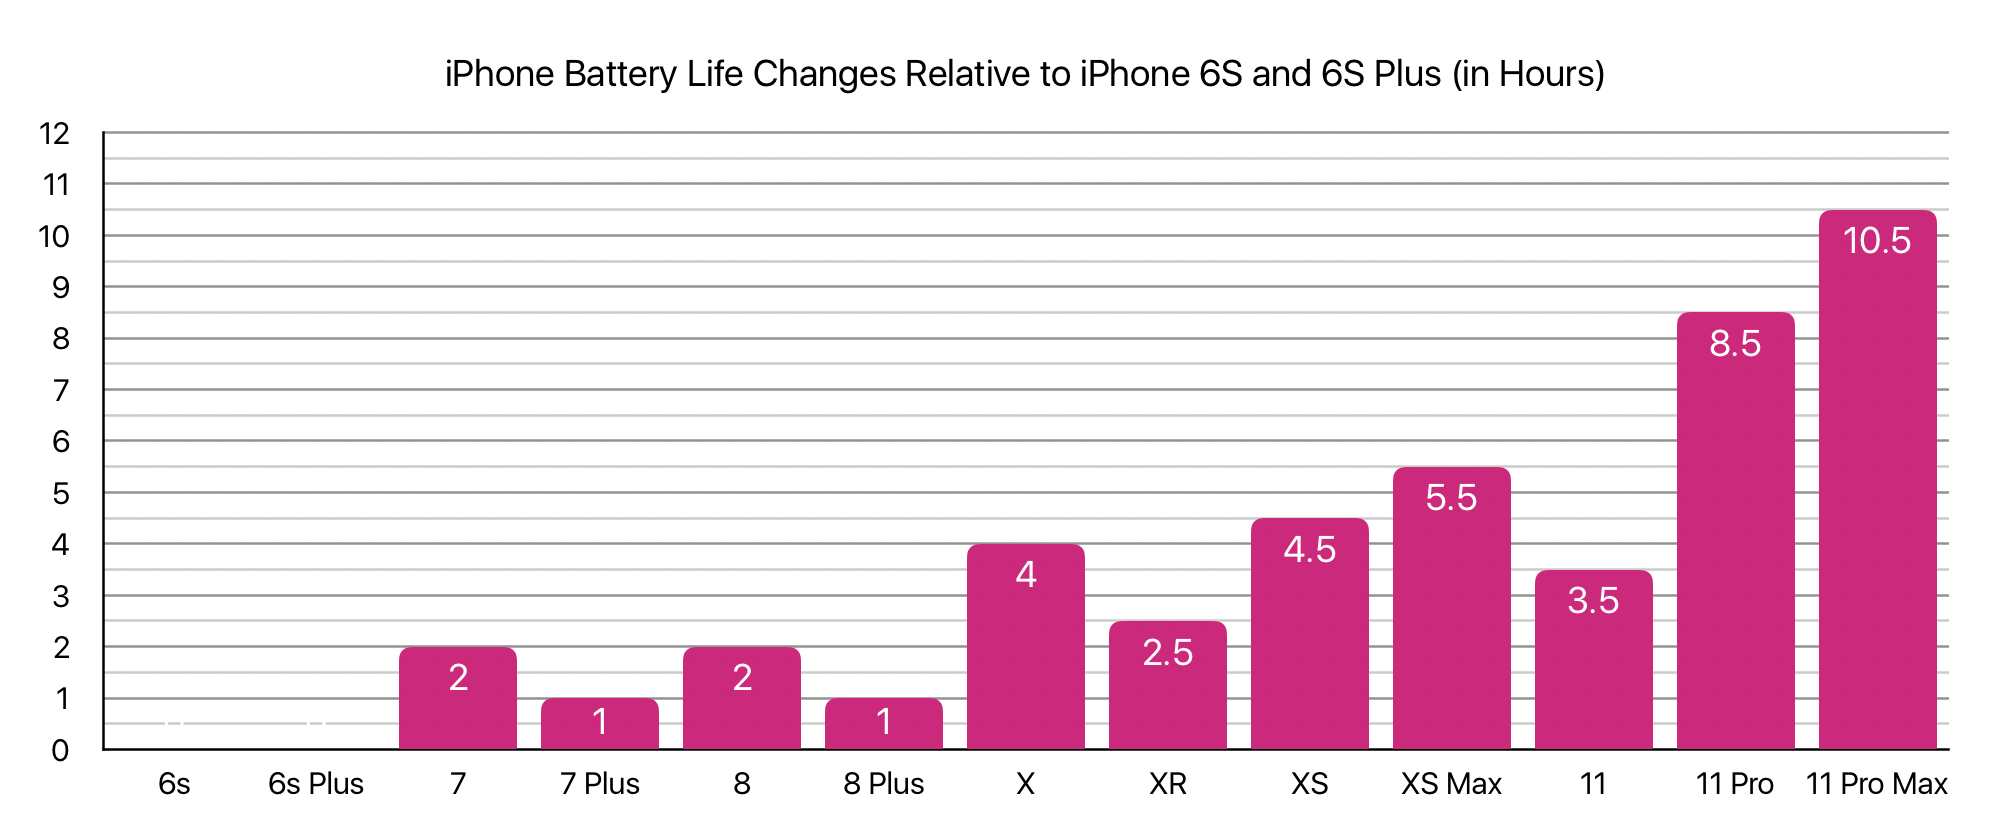 iPhone Battery Life Changes Relative to iPhone 6S and 6S Plus (in Hours)
12
11
10
9
8
7
6
5
4
3
2
1
0
2
1
2
1
4
2.5
4.5
5.5
3.5
8.5
10.5
6s
6s Plus
7
7 Plus
8
8 Plus
X
XR
XS
XS Max
11
11 Pro
11 Pro Max